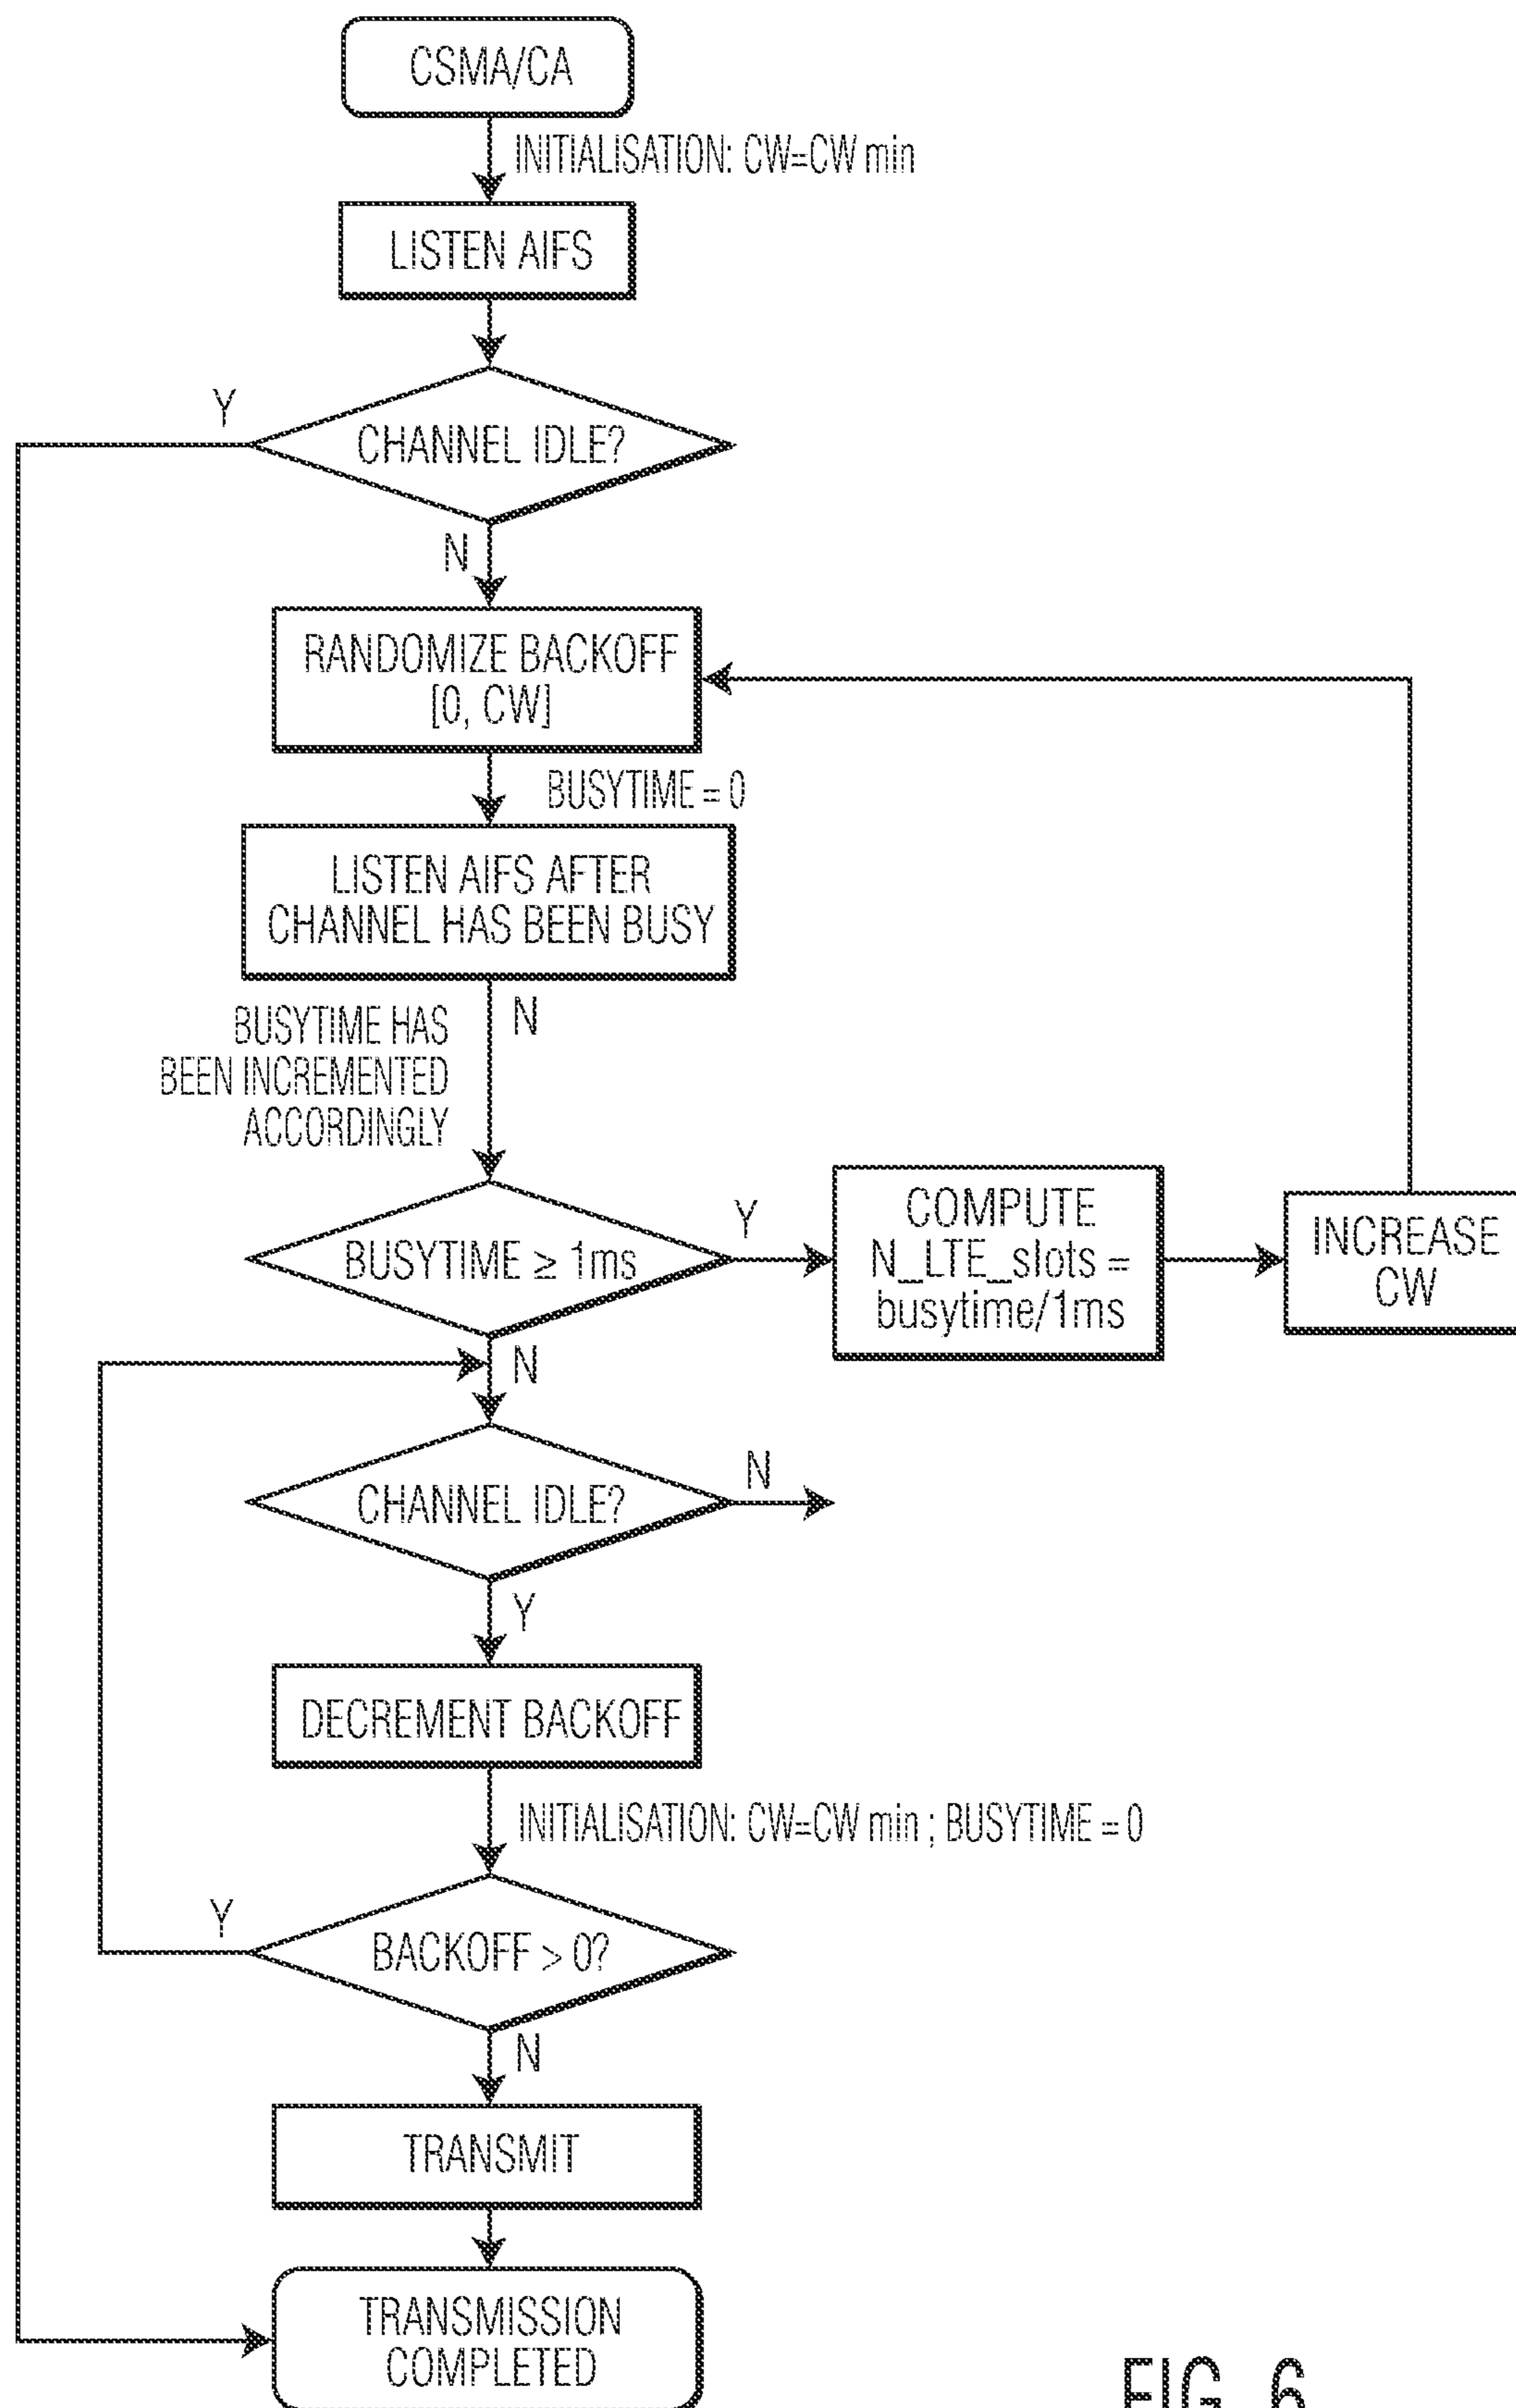 CSMA/CA
INITIALISATION: CW=CW min
LISTEN AIFS
Y
CHANNEL IDLE?
N
RANDOMIZE BACKOFF
[0, CW]
BUSYTIME = 0
LISTEN AIFS AFTER
CHANNEL HAS BEEN BUSY
N
BUSYTIME HAS
BEEN INCREMENTED
ACCORDINGLY
BUSYTIME ≥ 1ms
Y
COMPUTE
N_LTE_slots =
busytime/1ms
INCREASE
CW
N
CHANNEL IDLE?
N
Y
DECREMENT BACKOFF
INITIALISATION: CW=CW min ; BUSYTIME = 0
Y
BACKOFF > 0?
N
TRANSMIT
TRANSMISSION
COMPLETED
FIG. 6